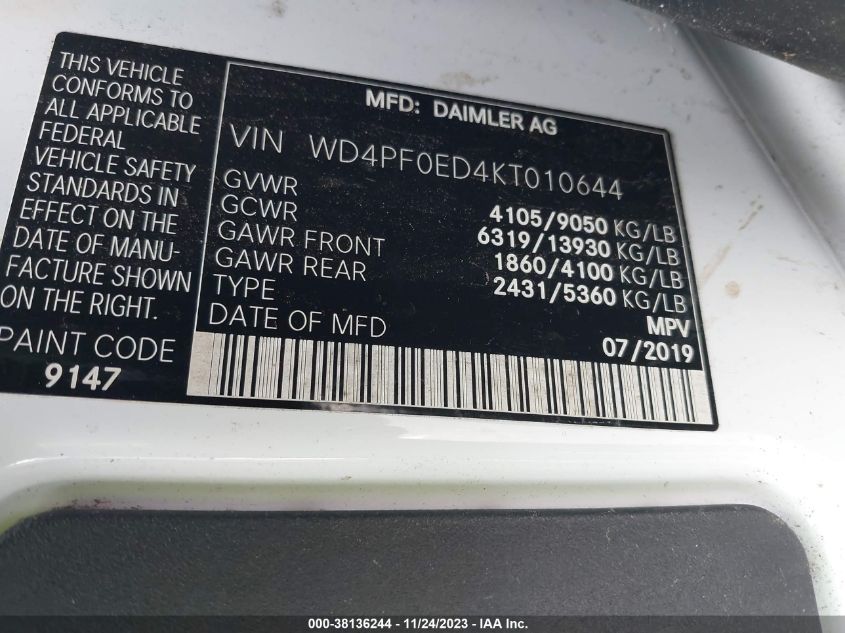 THIS VEHICLE
CONFORMS TO
ALL APPLICABLE
FEDERAL
VEHICLE SAFETY
STANDARDS IN
EFFECT ON THE
DATE OF MANU-
FACTURE SHOWN
ON THE RIGHT.
PAINT CODE
9147
MFD: DAIMLER AG
VIN WD4PF0ED4KT010644
GVWR 4105/9050 KG/LB
GCWR 6319/13930 KG/LB
GAWR FRONT 1860/4100 KG/LB
GAWR REAR 2431/5360 KG/LB
TYPE MPV
DATE OF MFD 07/2019
000-38136244 - 11/24/2023 - IAA Inc.